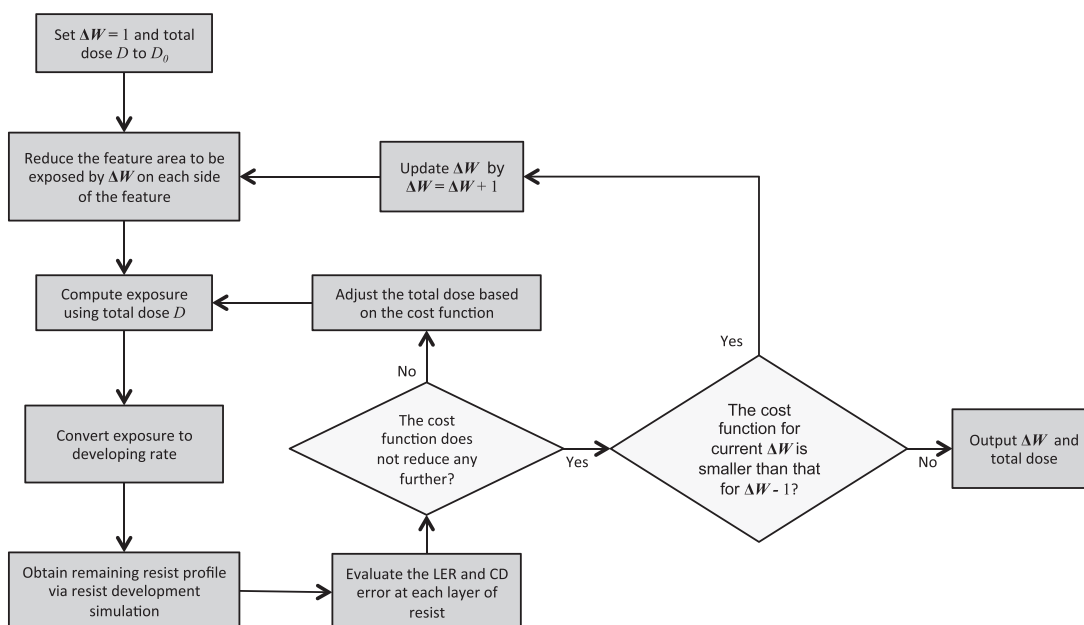 Set ΔW = 1 and total
dose D to D₀
Reduce the feature area to be
exposed by ΔW on each side
of the feature
Update ΔW by
ΔW = ΔW + 1
Compute exposure
using total dose D
Adjust the total dose based
on the cost function
Yes
No
The cost
function does
not reduce any
further?
Yes
The cost
function for
current ΔW is
smaller than that
for ΔW - 1?
No
Output ΔW and
total dose
Convert exposure to
developing rate
Obtain remaining resist profile
via resist development
simulation
Evaluate the LER and CD
error at each layer of
resist